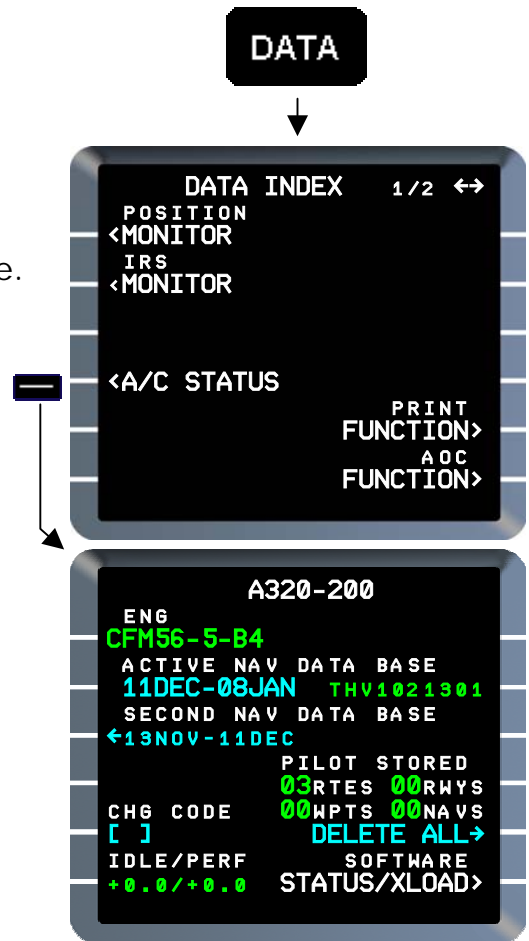 DATA
DATA INDEX 1/2 ↔
POSITION
<MONITOR
e.
IRS
<MONITOR
<A/C STATUS
PRINT
FUNCTION>
AOC
FUNCTION>
A320-200
ENG
CFM56-5-B4
ACTIVE NAV DATA BASE
11DEC-08JAN THV1021301
SECOND NAV DATA BASE
←13NOV-11DEC
PILOT STORED
03RTES 00RWYS
CHG CODE 00WPTS 00NAVS
[ ] DELETE ALL→
IDLE/PERF SOFTWARE
+0.0/+0.0 STATUS/XLOAD>